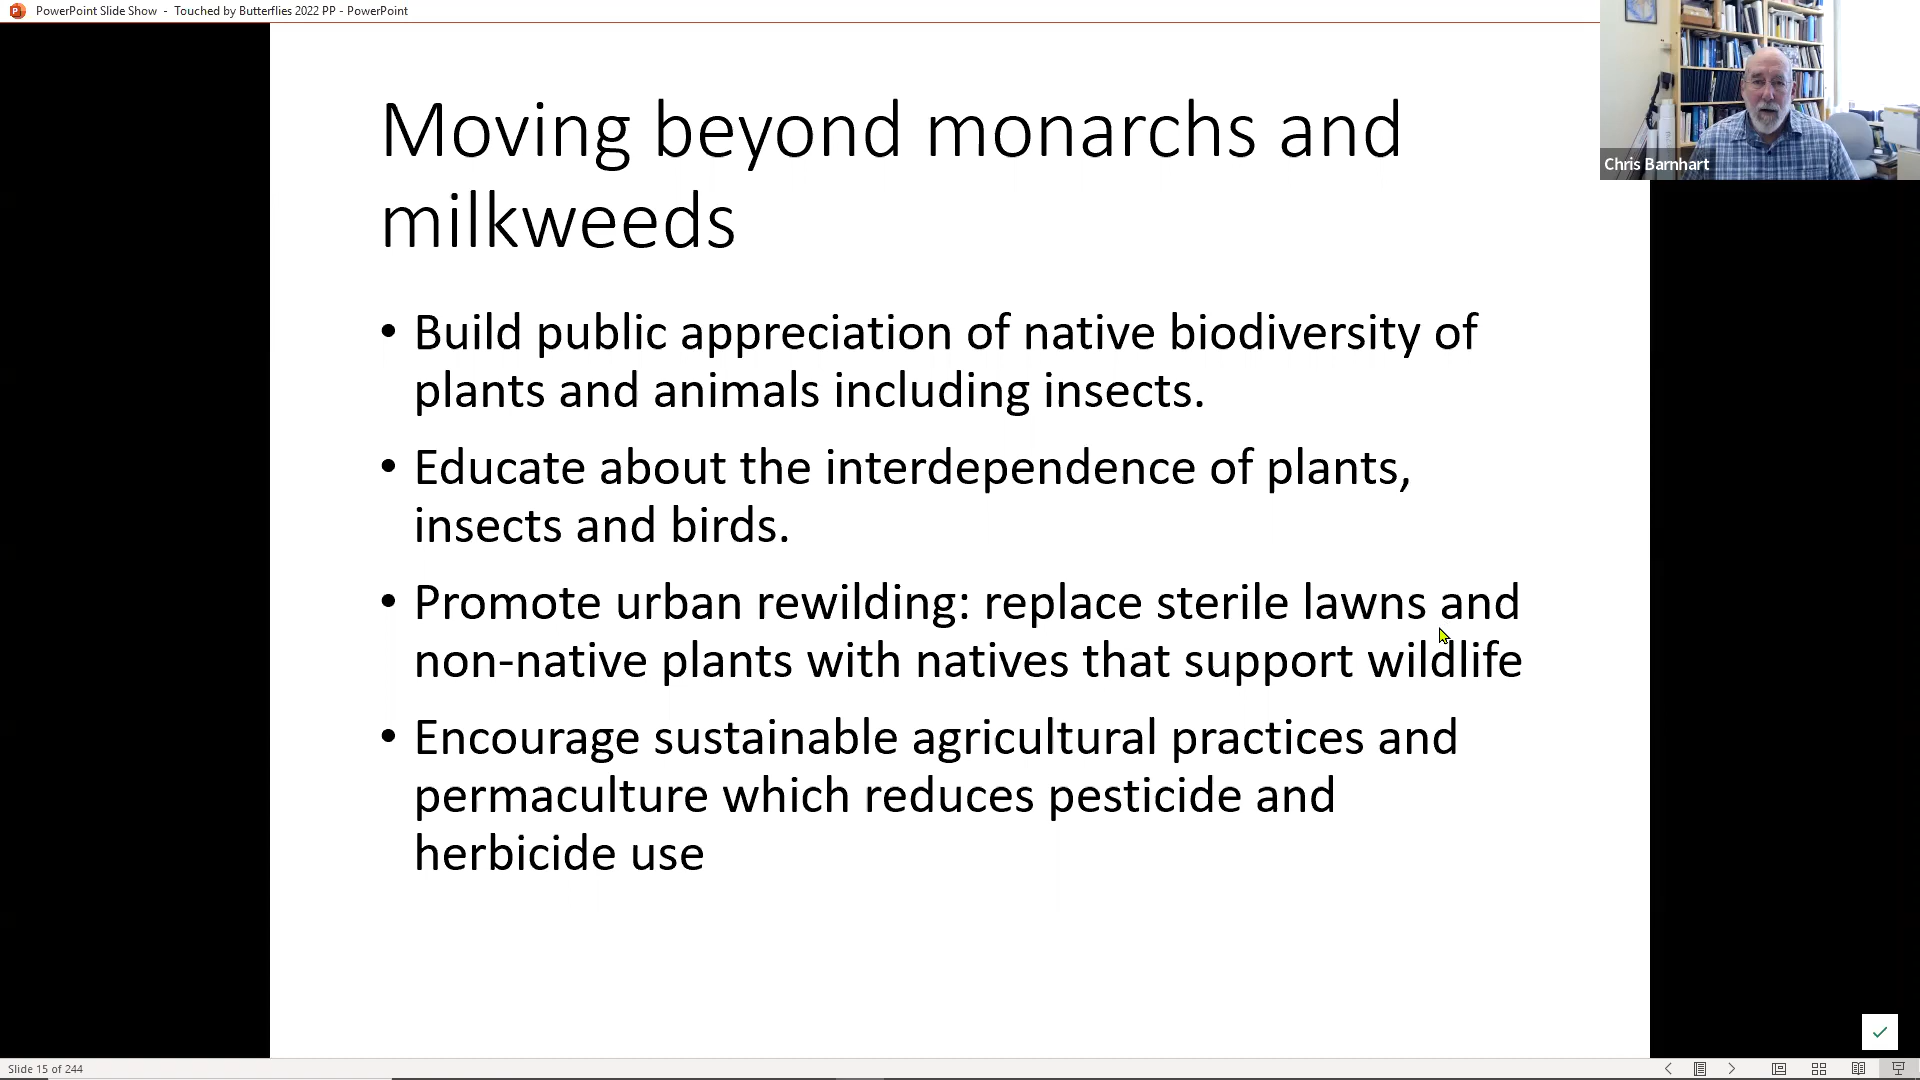 PowerPoint Slide Show - Touched by Butterflies 2022 PP - PowerPoint
Chris Barnhart
Moving beyond monarchs and
milkweeds
• Build public appreciation of native biodiversity of
plants and animals including insects.
• Educate about the interdependence of plants,
insects and birds.
• Promote urban rewilding: replace sterile lawns and
non-native plants with natives that support wildlife
• Encourage sustainable agricultural practices and
permaculture which reduces pesticide and
herbicide use
Slide 15 of 244